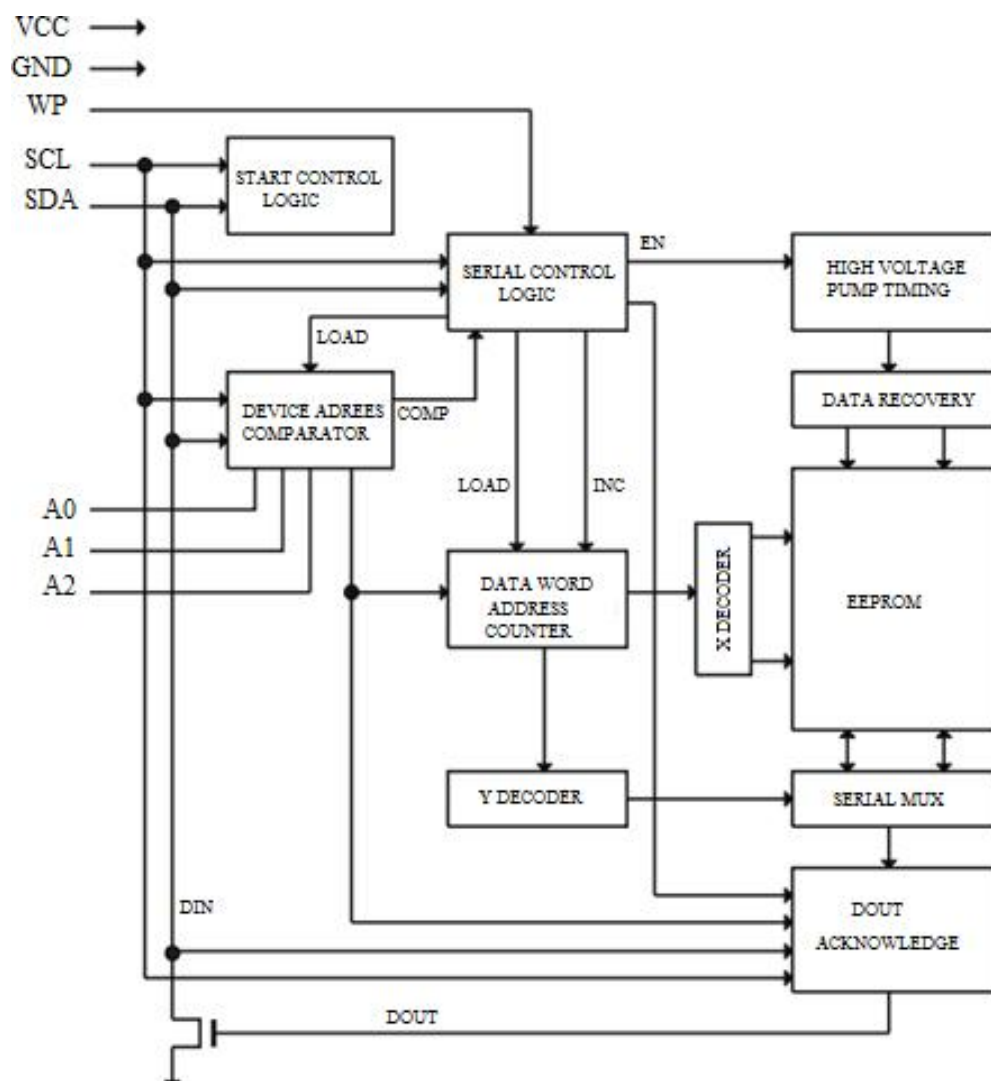 VCC
GND
WP
SCL
SDA
START CONTROL
LOGIC
EN
SERIAL CONTROL
LOGIC
HIGH VOLTAGE
PUMP TIMING
LOAD
DEVICE ADREES
COMPARATOR
COMP
DATA RECOVERY
A0
A1
A2
LOAD
INC
DATA WORD
ADDRESS
COUNTER
X DECODER
EEPROM
Y DECODER
SERIAL MUX
DIN
DOUT
ACKNOWLEDGE
DOUT